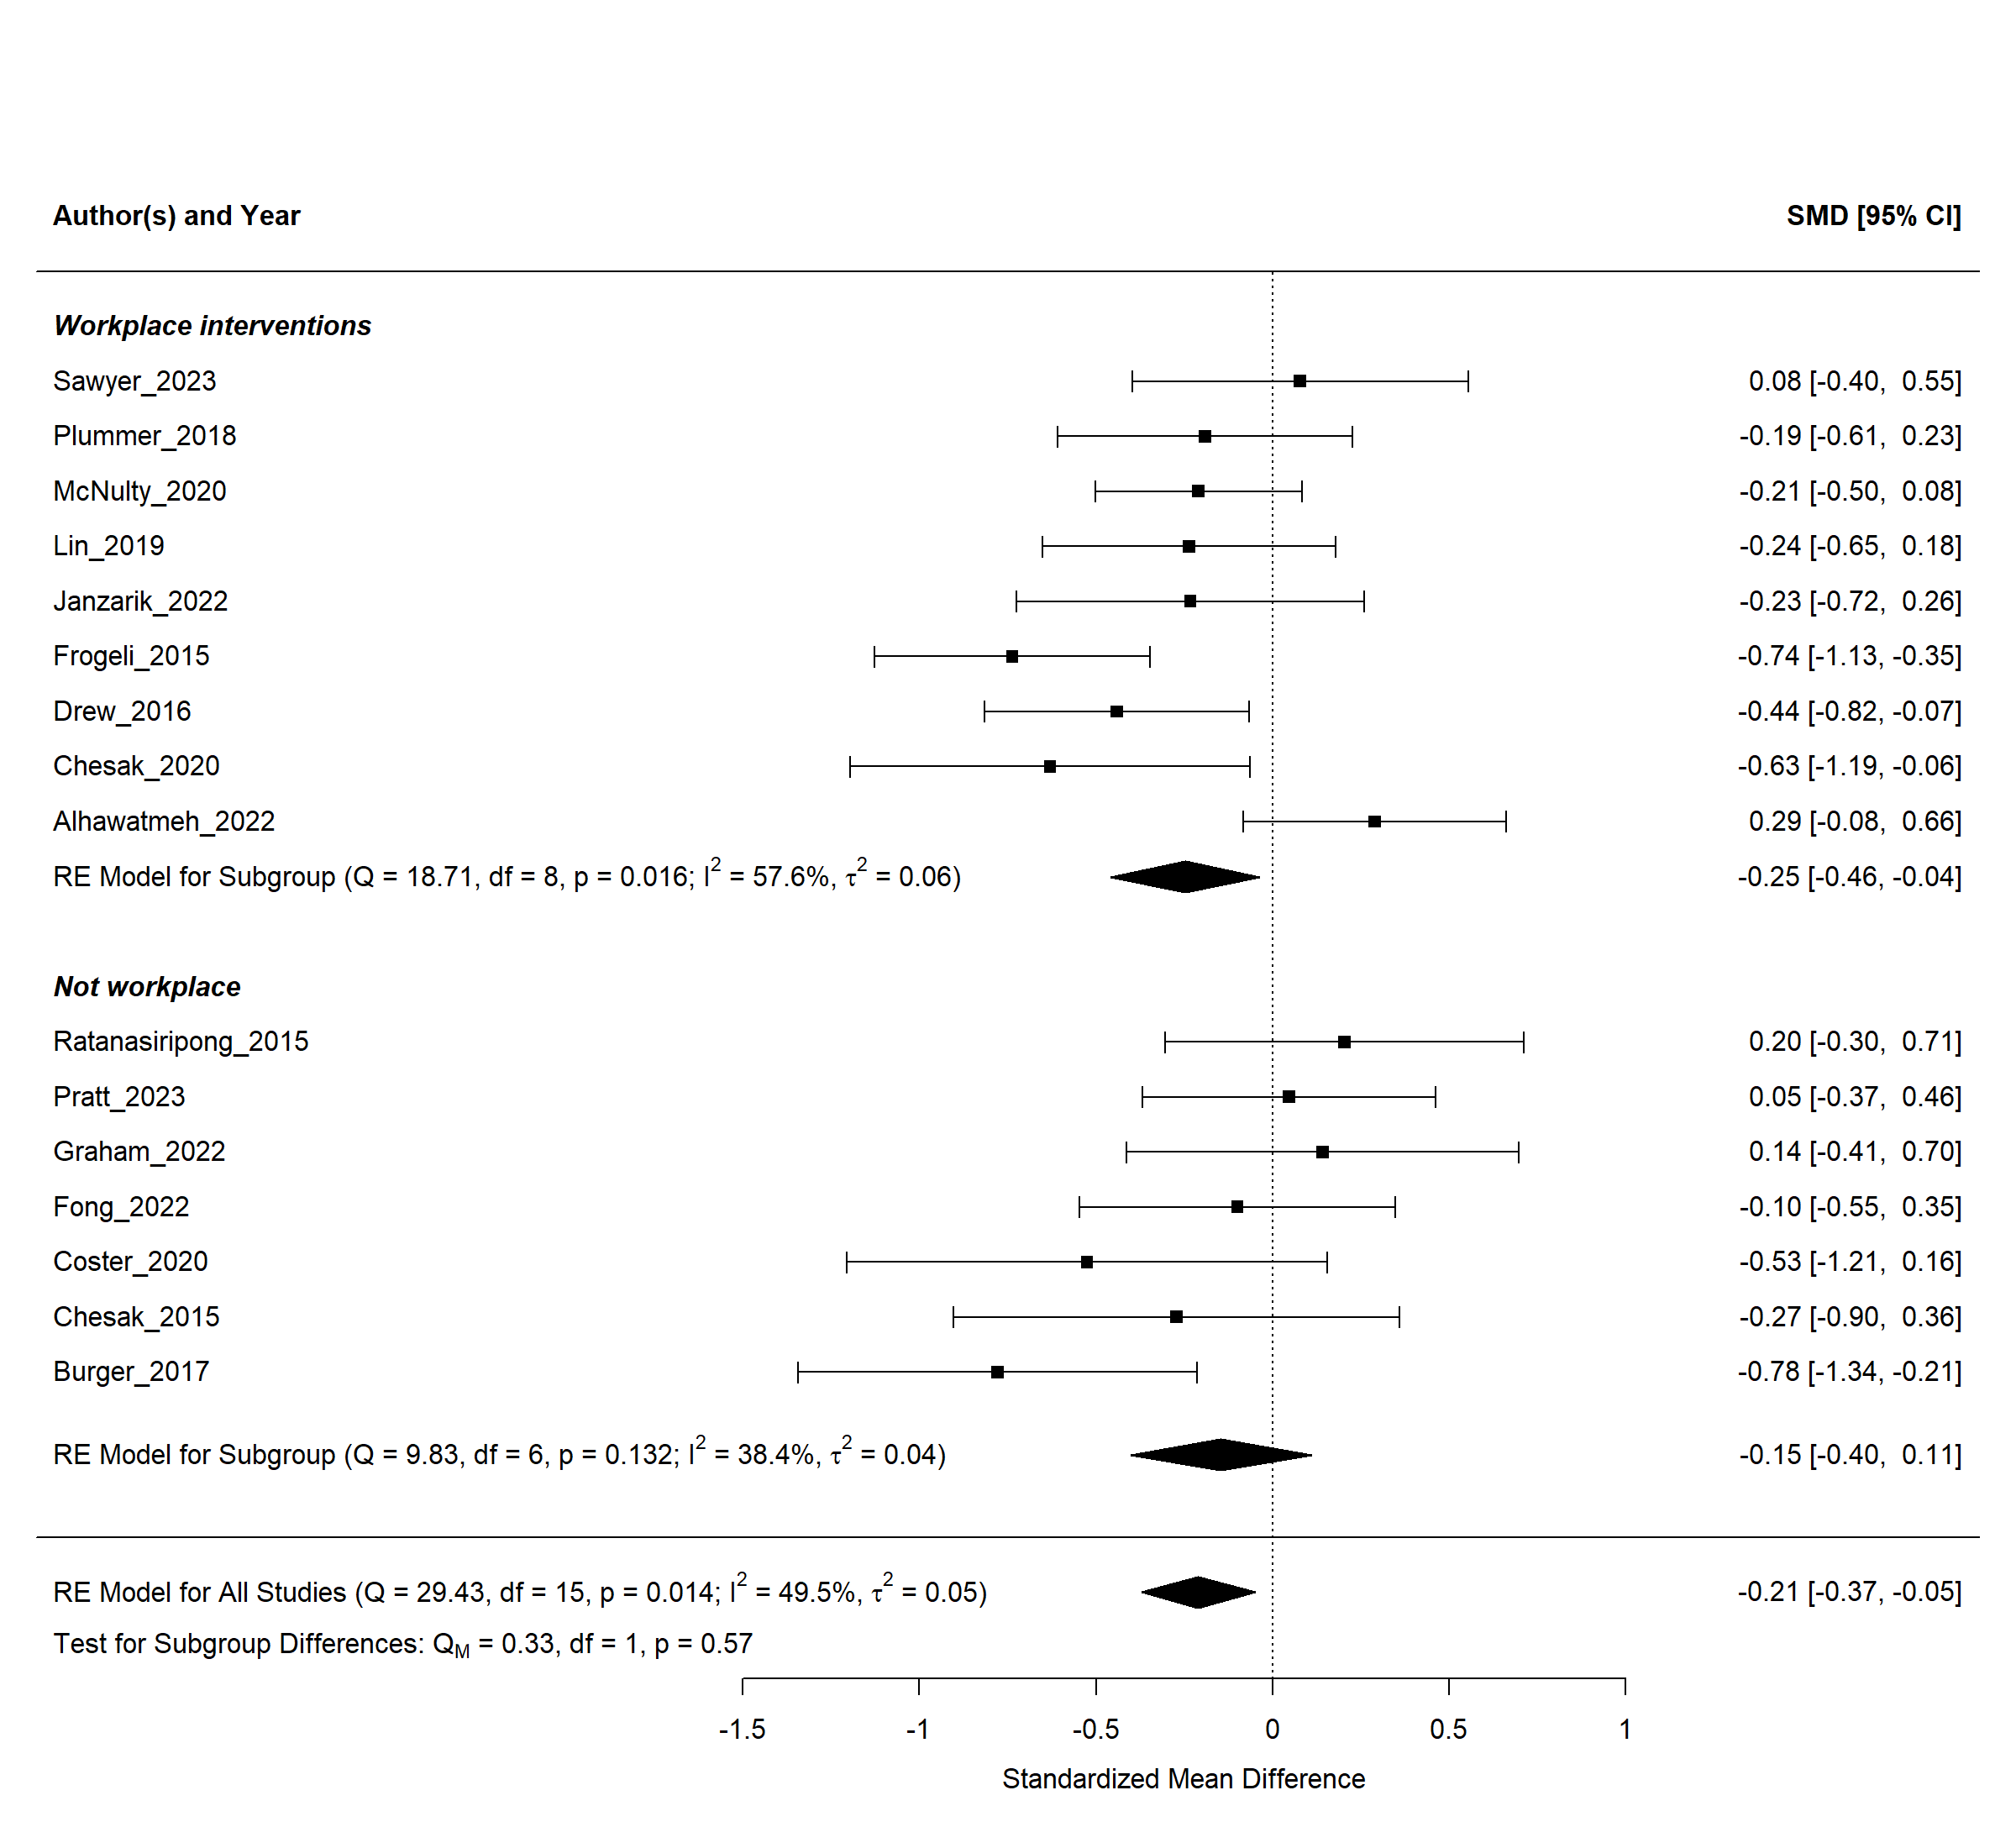 Author(s) and Year SMD [95% CI]
Workplace interventions
Sawyer_2023 0.08 [-0.40, 0.55]
Plummer_2018 -0.19 [-0.61, 0.23]
McNulty_2020 -0.21 [-0.50, 0.08]
Lin_2019 -0.24 [-0.65, 0.18]
Janzarik_2022 -0.23 [-0.72, 0.26]
Frogeli_2015 -0.74 [-1.13, -0.35]
Drew_2016 -0.44 [-0.82, -0.07]
Chesak_2020 -0.63 [-1.19, -0.06]
Alhawatmeh_2022 0.29 [-0.08, 0.66]
RE Model for Subgroup (Q = 18.71, df = 8, p = 0.016; I² = 57.6%, τ² = 0.06) -0.25 [-0.46, -0.04]
Not workplace
Ratanasiripong_2015 0.20 [-0.30, 0.71]
Pratt_2023 0.05 [-0.37, 0.46]
Graham_2022 0.14 [-0.41, 0.70]
Fong_2022 -0.10 [-0.55, 0.35]
Coster_2020 -0.53 [-1.21, 0.16]
Chesak_2015 -0.27 [-0.90, 0.36]
Burger_2017 -0.78 [-1.34, -0.21]
RE Model for Subgroup (Q = 9.83, df = 6, p = 0.132; I² = 38.4%, τ² = 0.04) -0.15 [-0.40, 0.11]
RE Model for All Studies (Q = 29.43, df = 15, p = 0.014; I² = 49.5%, τ² = 0.05) -0.21 [-0.37, -0.05]
Test for Subgroup Differences: Q_M = 0.33, df = 1, p = 0.57
-1.5 -1 -0.5 0 0.5 1
Standardized Mean Difference